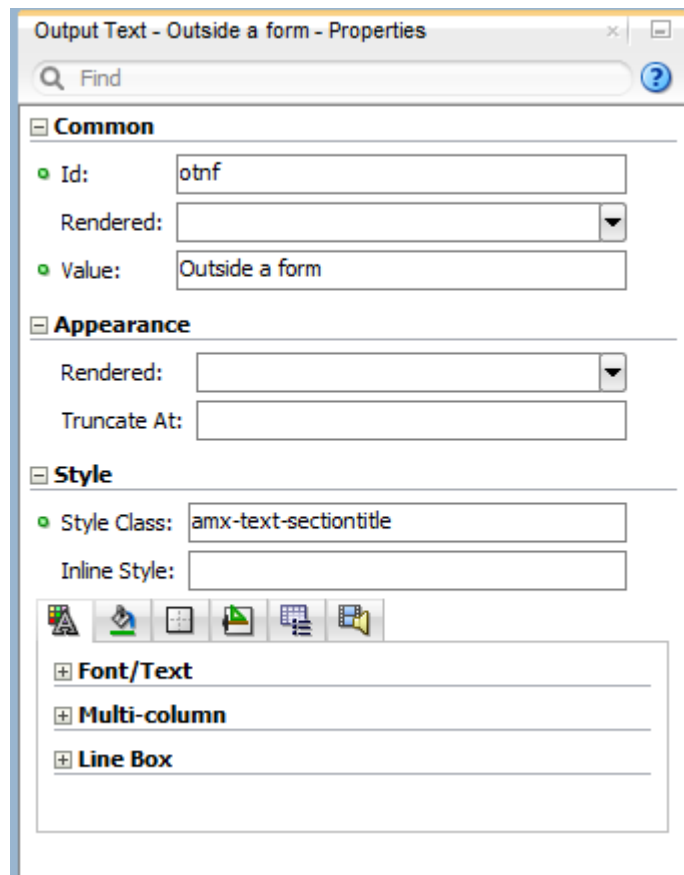 Output Text - Outside a form - Properties
Find
Common
Id: otnf
Rendered:
Value: Outside a form
Appearance
Rendered:
Truncate At:
Style
Style Class: amx-text-sectiontitle
Inline Style:
Font/Text
Multi-column
Line Box